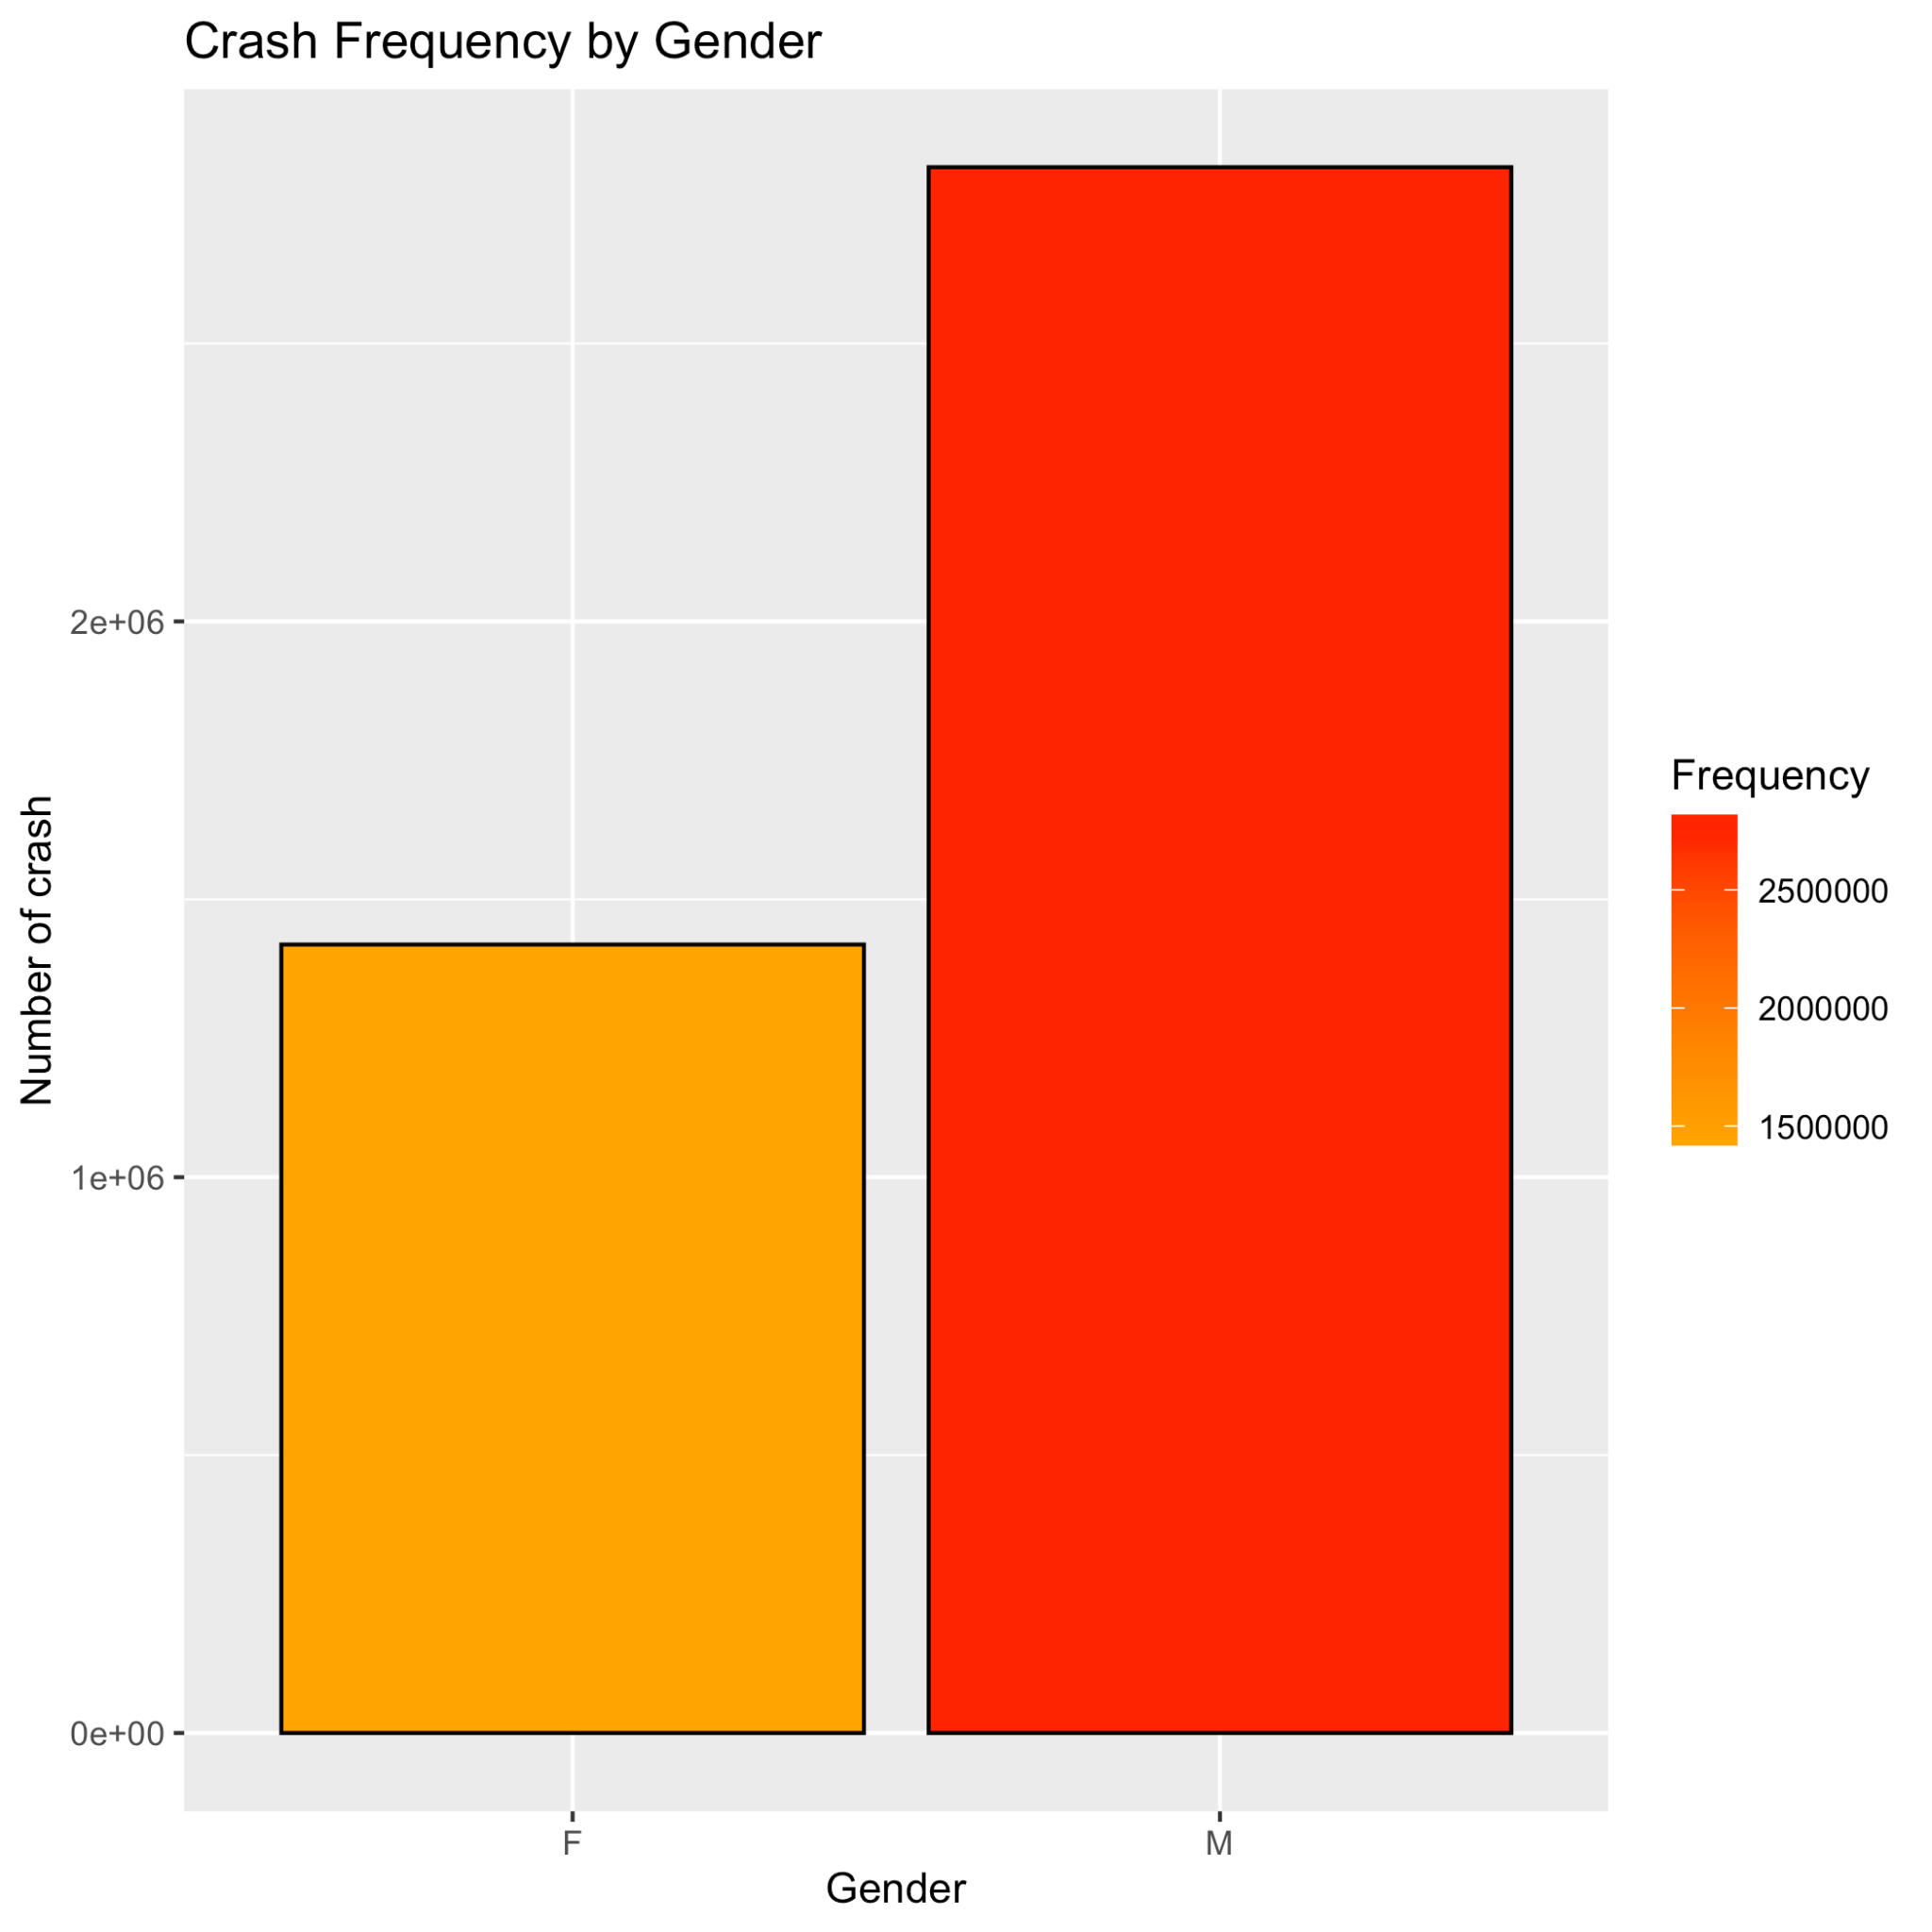 Crash Frequency by Gender
Number of crash
2e+06
1e+06
0e+00
F
M
Gender
Frequency
2500000
2000000
1500000